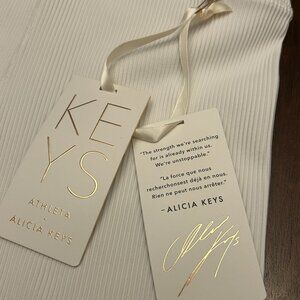 KE
YS
ATHLETA
ALICIA KEYS
"The strength we're searching
for is already within us.
We're unstoppable."
"La force que nous
recherchons est déjà en nous.
Rien ne peut nous arrêter."
–ALICIA KEYS